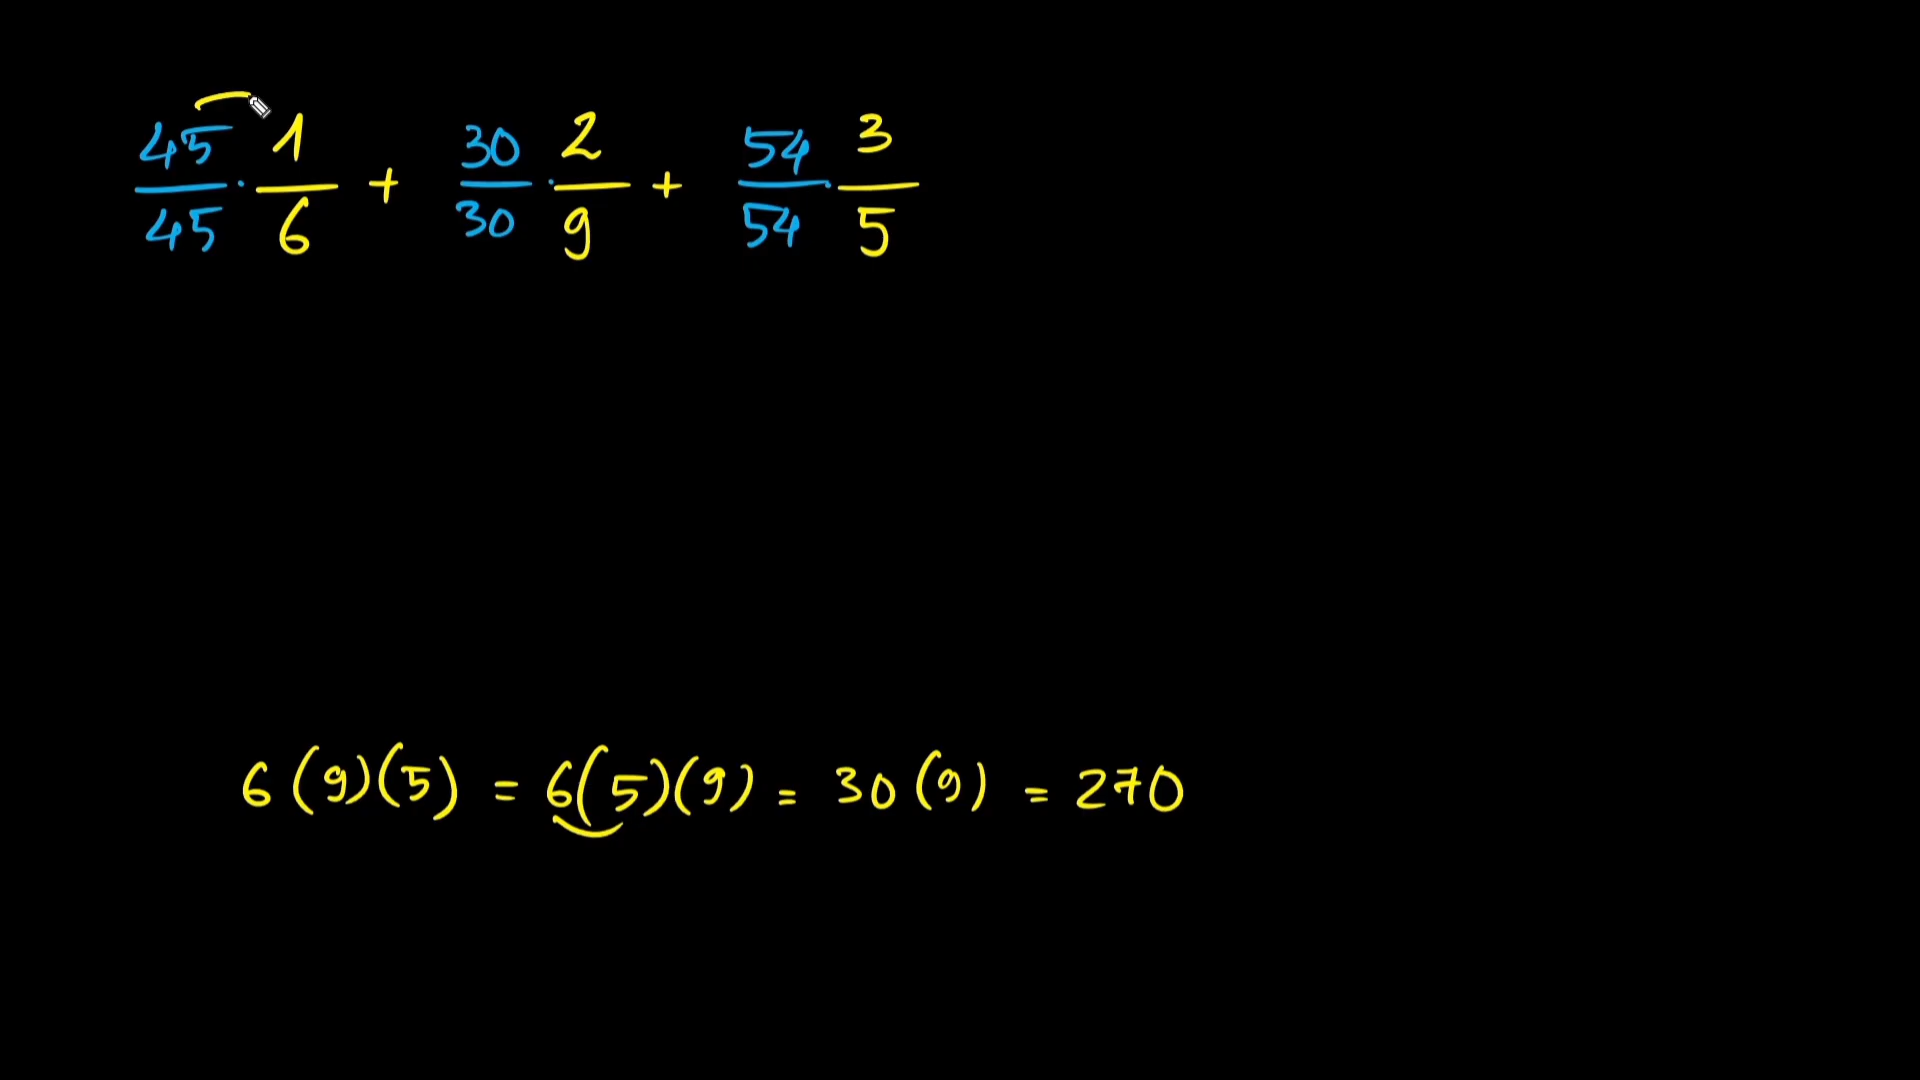 45/45 · 1/6 + 30/30 · 2/9 + 54/54 · 3/5
6(9)(5) = 6(5)(9) = 30(9) = 270